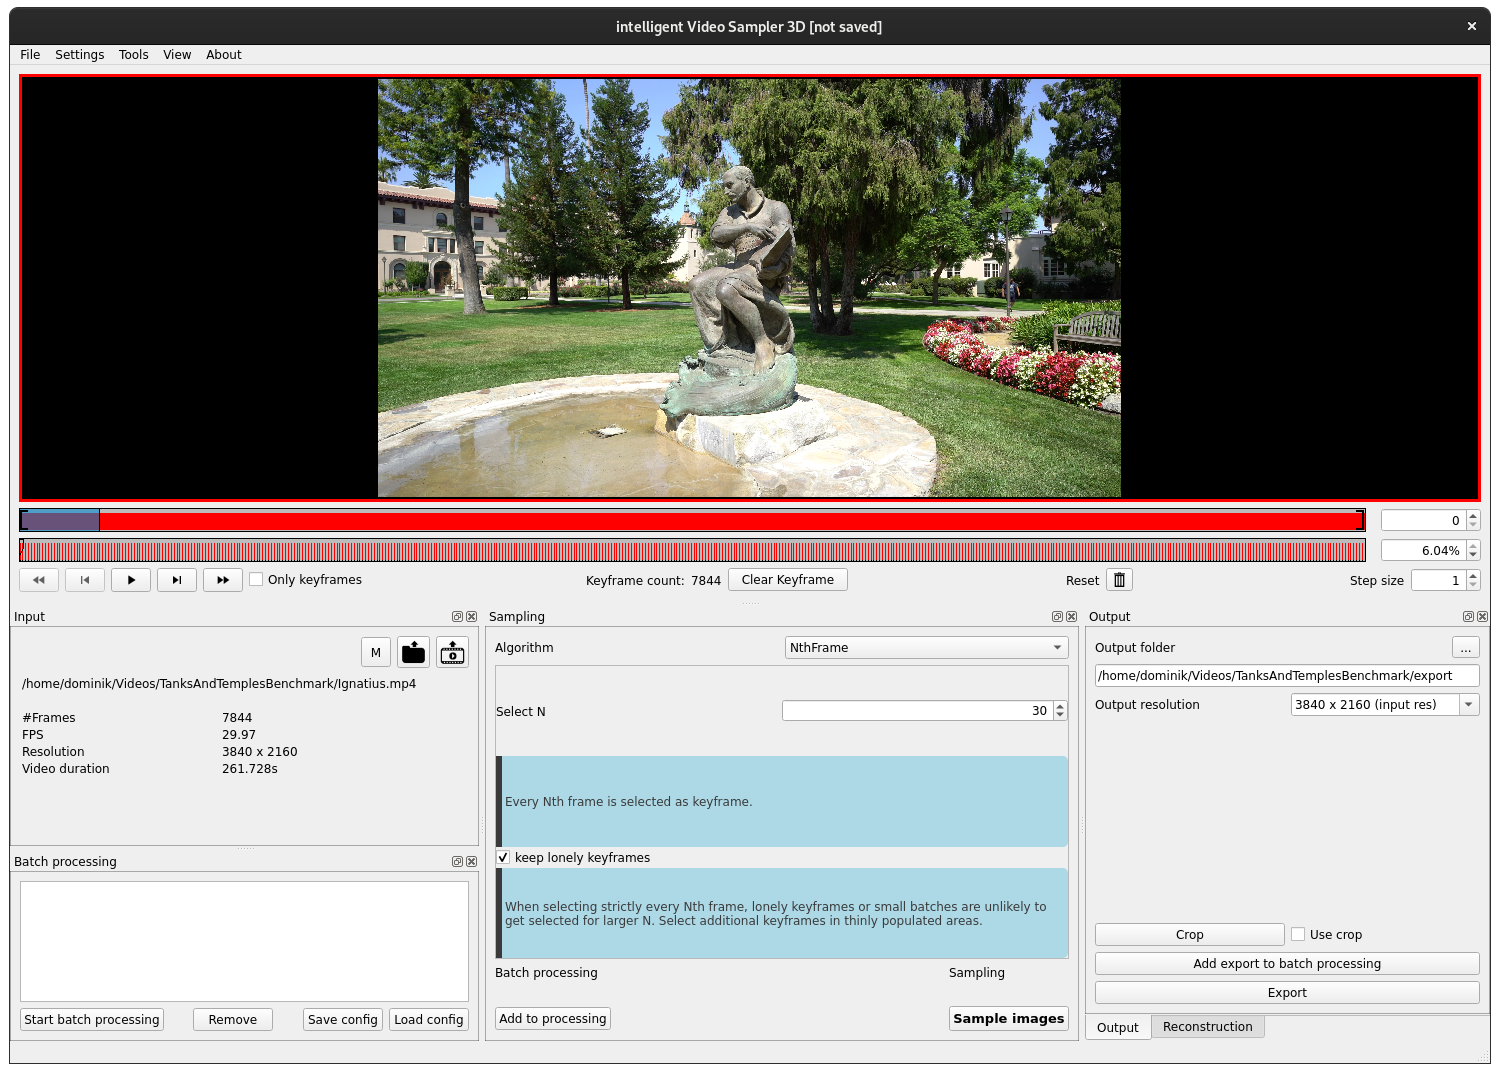 intelligent Video Sampler 3D [not saved]
File Settings Tools View About
0
6.04%
Only keyframes
Keyframe count: 7844
Clear Keyframe
Reset
Step size
1
Input
M
/home/dominik/Videos/TanksAndTemplesBenchmark/Ignatius.mp4
#Frames 7844
FPS 29.97
Resolution 3840 x 2160
Video duration 261.728s
Batch processing
Start batch processing
Remove
Save config
Load config
Sampling
Algorithm
NthFrame
Select N
30
Every Nth frame is selected as keyframe.
keep lonely keyframes
When selecting strictly every Nth frame, lonely keyframes or small batches are unlikely to
get selected for larger N. Select additional keyframes in thinly populated areas.
Batch processing
Sampling
Add to processing
Sample images
Output
Output folder
...
/home/dominik/Videos/TanksAndTemplesBenchmark/export
Output resolution
3840 x 2160 (input res)
Crop
Use crop
Add export to batch processing
Export
Output
Reconstruction